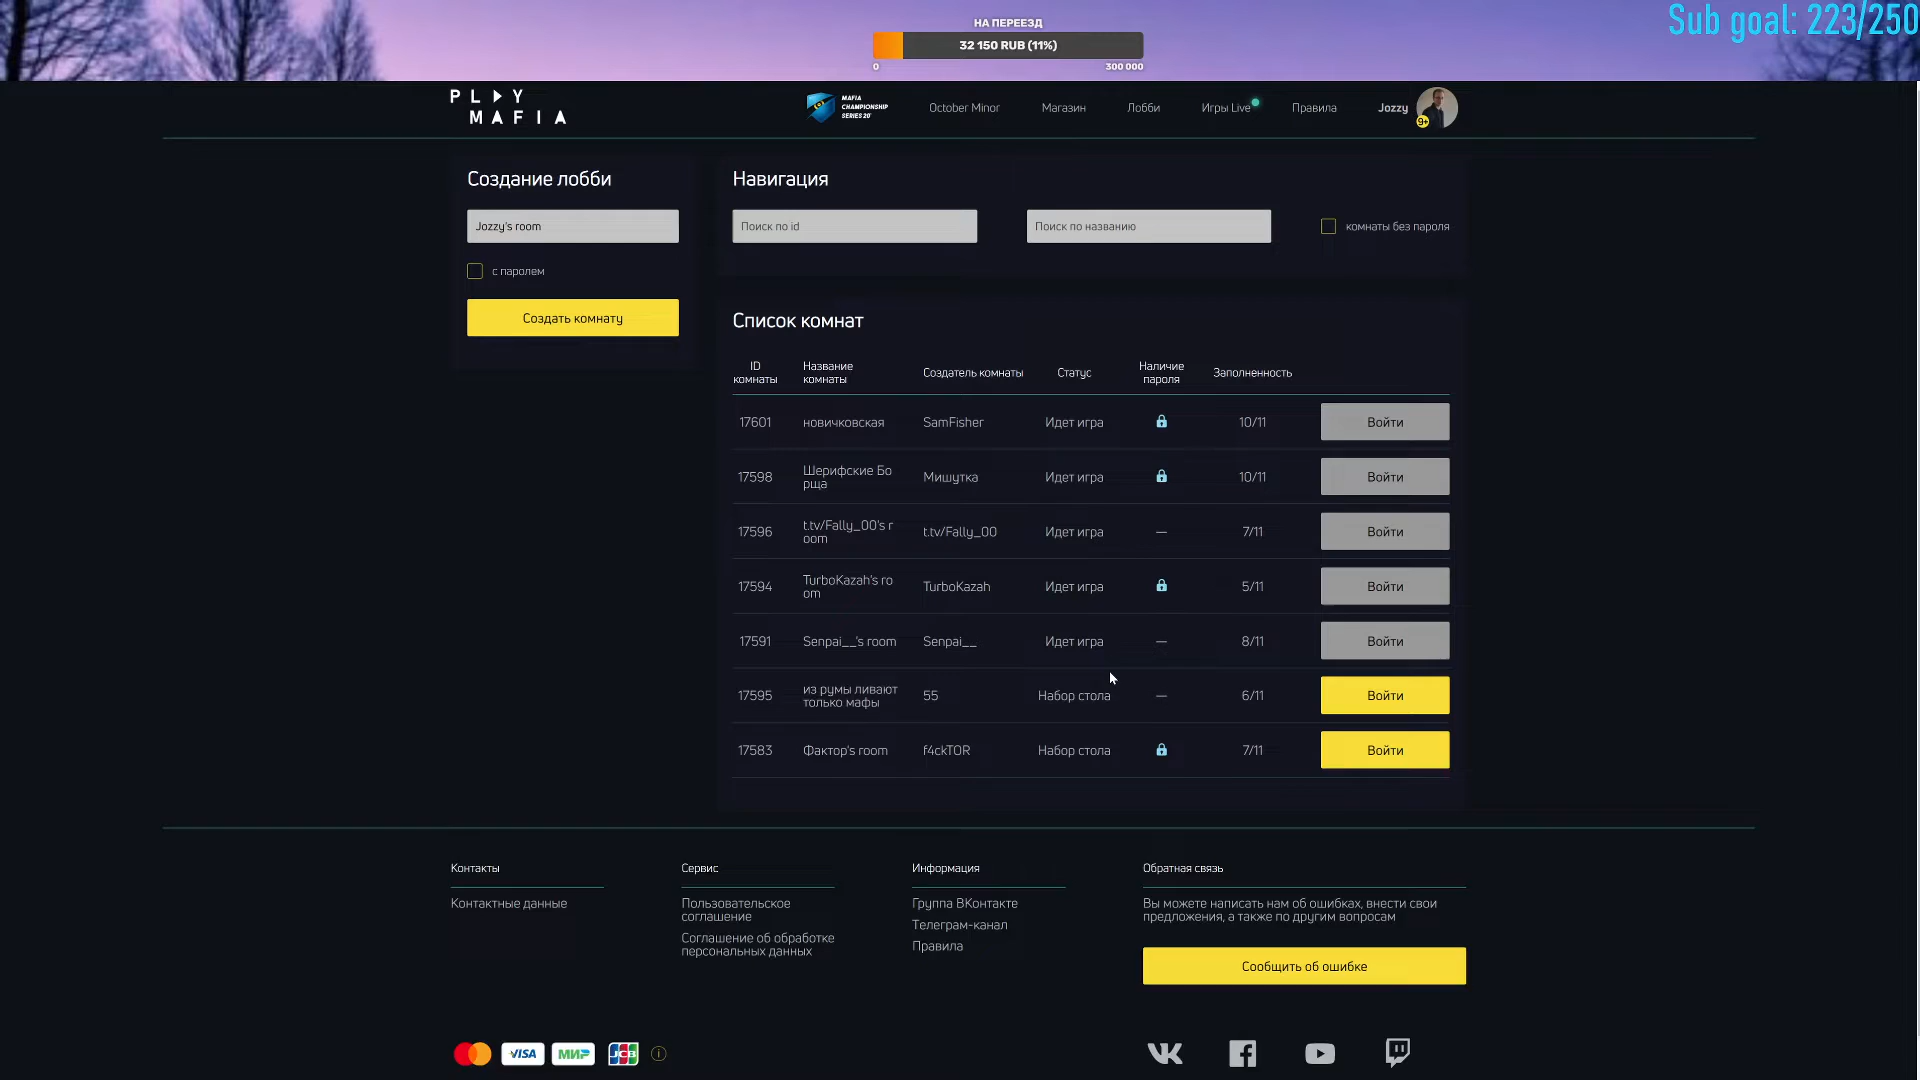 НА ПЕРЕЕЗД
Sub goal: 223/250
32 150 RUB (11%)
0
300 000
PL Y
MAFIA
MAFIA
CHAMPIONSHIP
SERIES 20'
October Minor
Магазин
Лобби
Игры Live
Правила
Jozzy
9+
Создание лобби
Jozzy's room
с паролем
Создать комнату
Навигация
Поиск по id
Поиск по названию
комнаты без пароля
Список комнат
ID
комнаты
Название
комнаты
Создатель комнаты
Статус
Наличие
пароля
Заполненность
17601
новичковская
SamFisher
Идет игра
10/11
Войти
17598
Шерифские Бо
рща
Мишутка
Идет игра
10/11
Войти
17596
t.tv/Fally_00's r
oom
t.tv/Fally_00
Идет игра
—
7/11
Войти
17594
TurboKazah's ro
om
TurboKazah
Идет игра
5/11
Войти
17591
Senpai__'s room
Senpai__
Идет игра
—
8/11
Войти
17595
из румы ливают
только мафы
55
Набор стола
—
6/11
Войти
17583
Фактор's room
f4ckTOR
Набор стола
7/11
Войти
Контакты
Контактные данные
Сервис
Пользовательское
соглашение
Соглашение об обработке
персональных данных
Информация
Группа ВКонтакте
Телеграм-канал
Правила
Обратная связь
Вы можете написать нам об ошибках, внести свои
предложения, а также по другим вопросам
Сообщить об ошибке
VISA
МИР
JCB